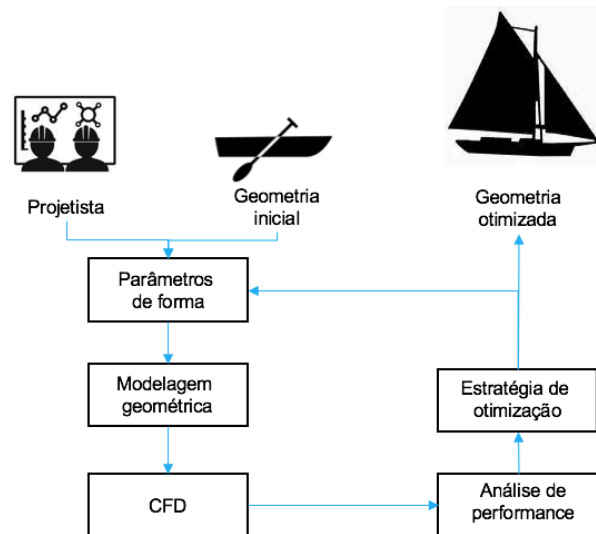 Projetista
Geometria
inicial
Geometria
otimizada
Parâmetros
de forma
Modelagem
geométrica
Estratégia de
otimização
CFD
Análise de
performance